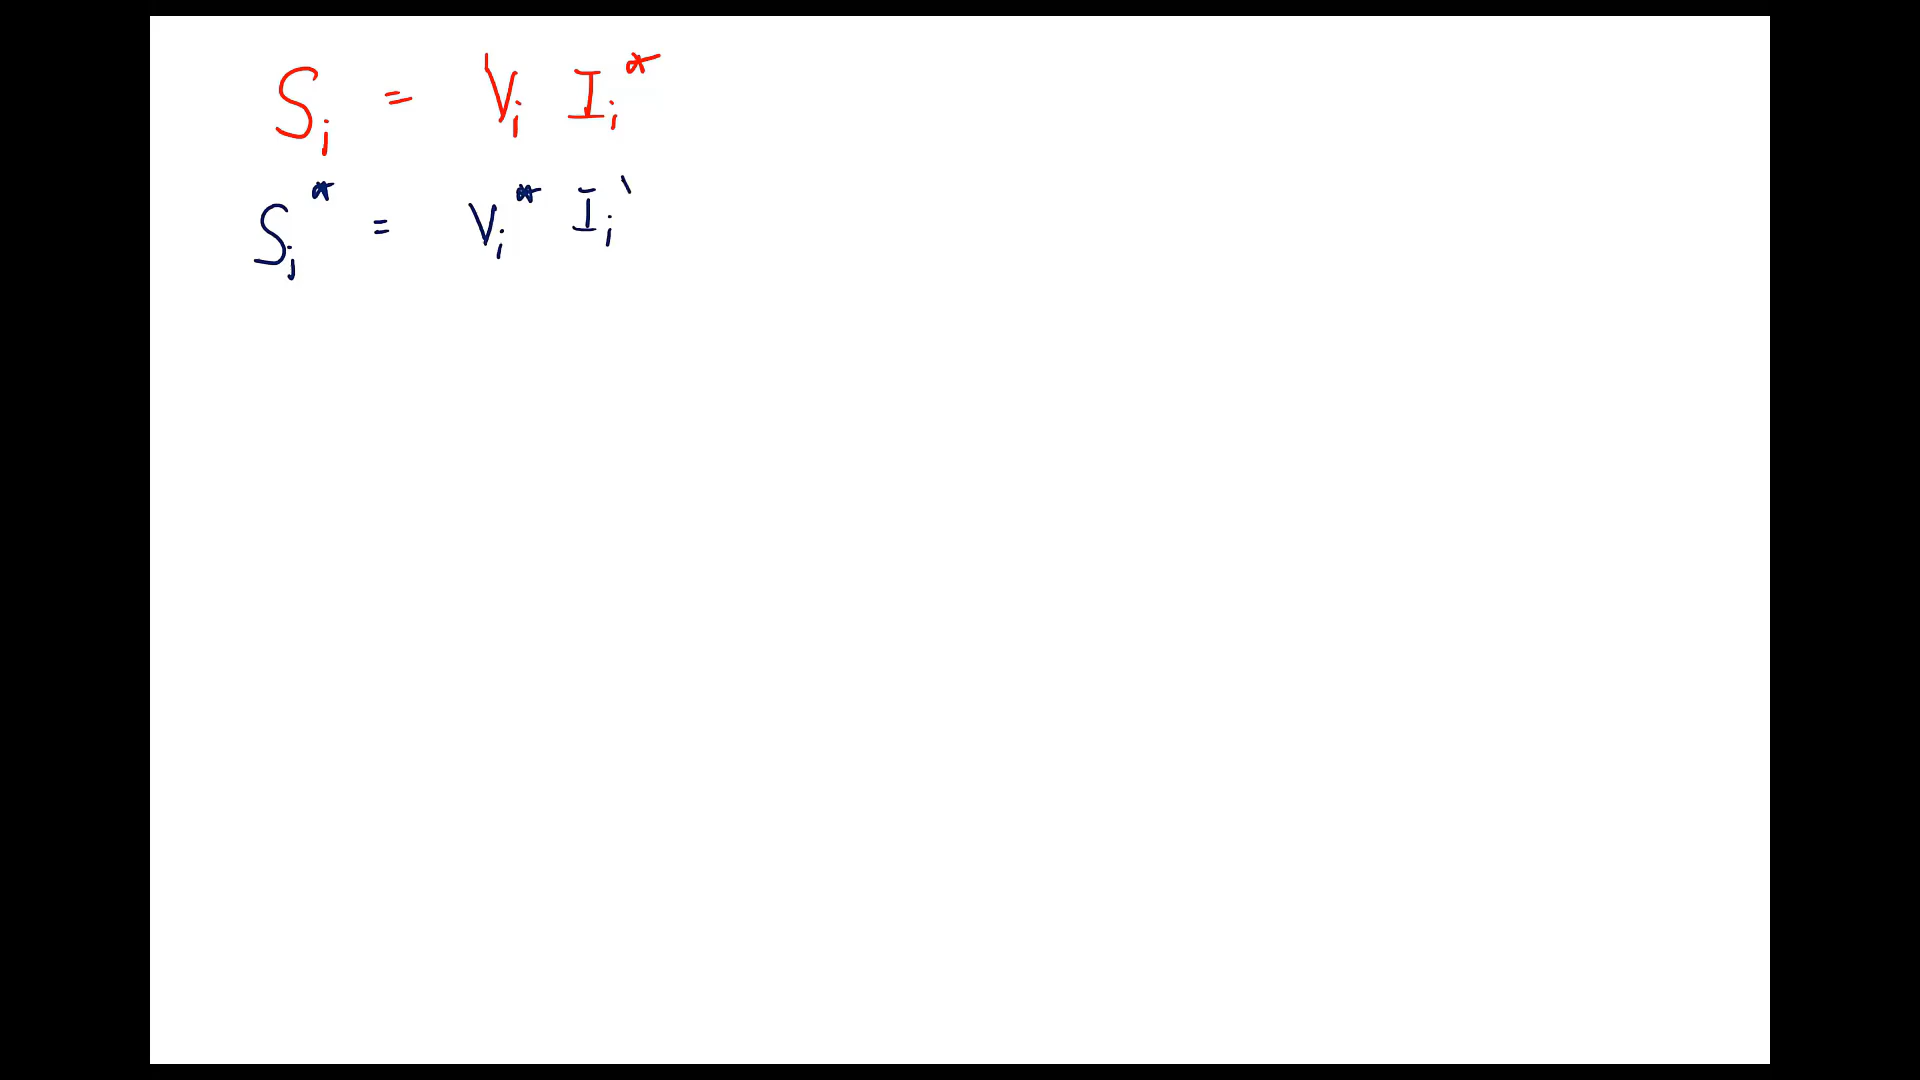 Sᵢ = Vᵢ Iᵢ*
Sᵢ* = Vᵢ* Iᵢ